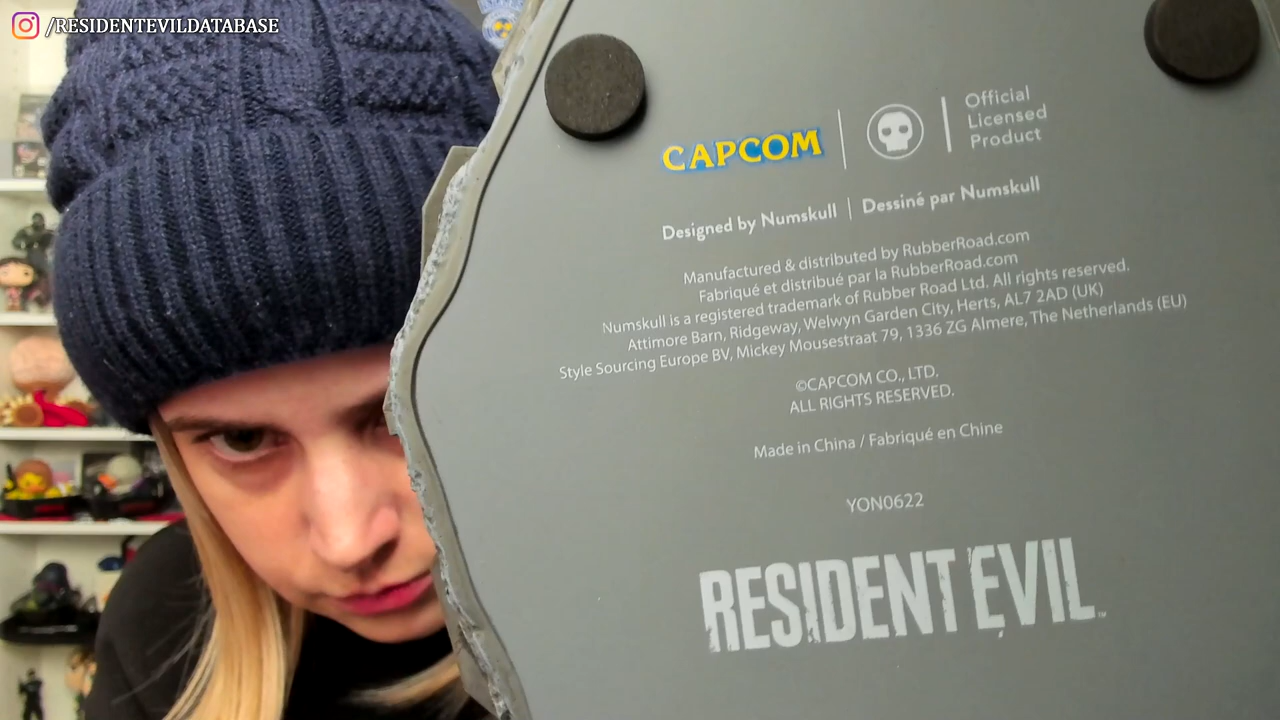 /RESIDENTEVILDATABASE
CAPCOM
Official
Licensed
Product
Designed by Numskull | Dessiné par Numskull
Manufactured & distributed by RubberRoad.com
Fabriqué et distribué par la RubberRoad.com
Numskull is a registered trademark of Rubber Road Ltd. All rights reserved.
Attimore Barn, Ridgeway, Welwyn Garden City, Herts, AL7 2AD (UK)
Style Sourcing Europe BV, Mickey Mousestraat 79, 1336 ZG Almere, The Netherlands (EU)
©CAPCOM CO., LTD.
ALL RIGHTS RESERVED.
Made in China / Fabriqué en Chine
YON0622
RESIDENT EVIL™